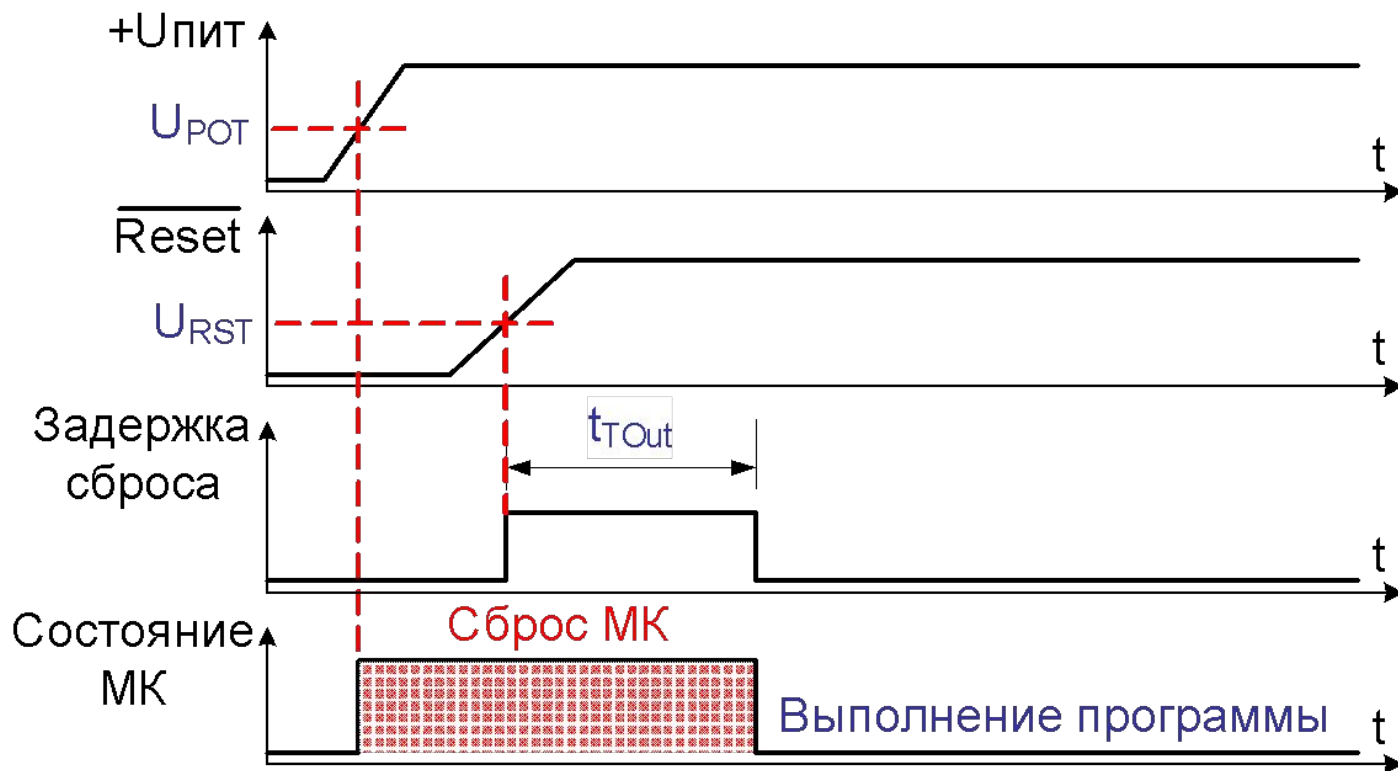 +Uпит
UPOT
t
Reset
URST
t
Задержка
сброса
tTOut
t
Состояние
МК
Сброс МК
Выполнение программы
t